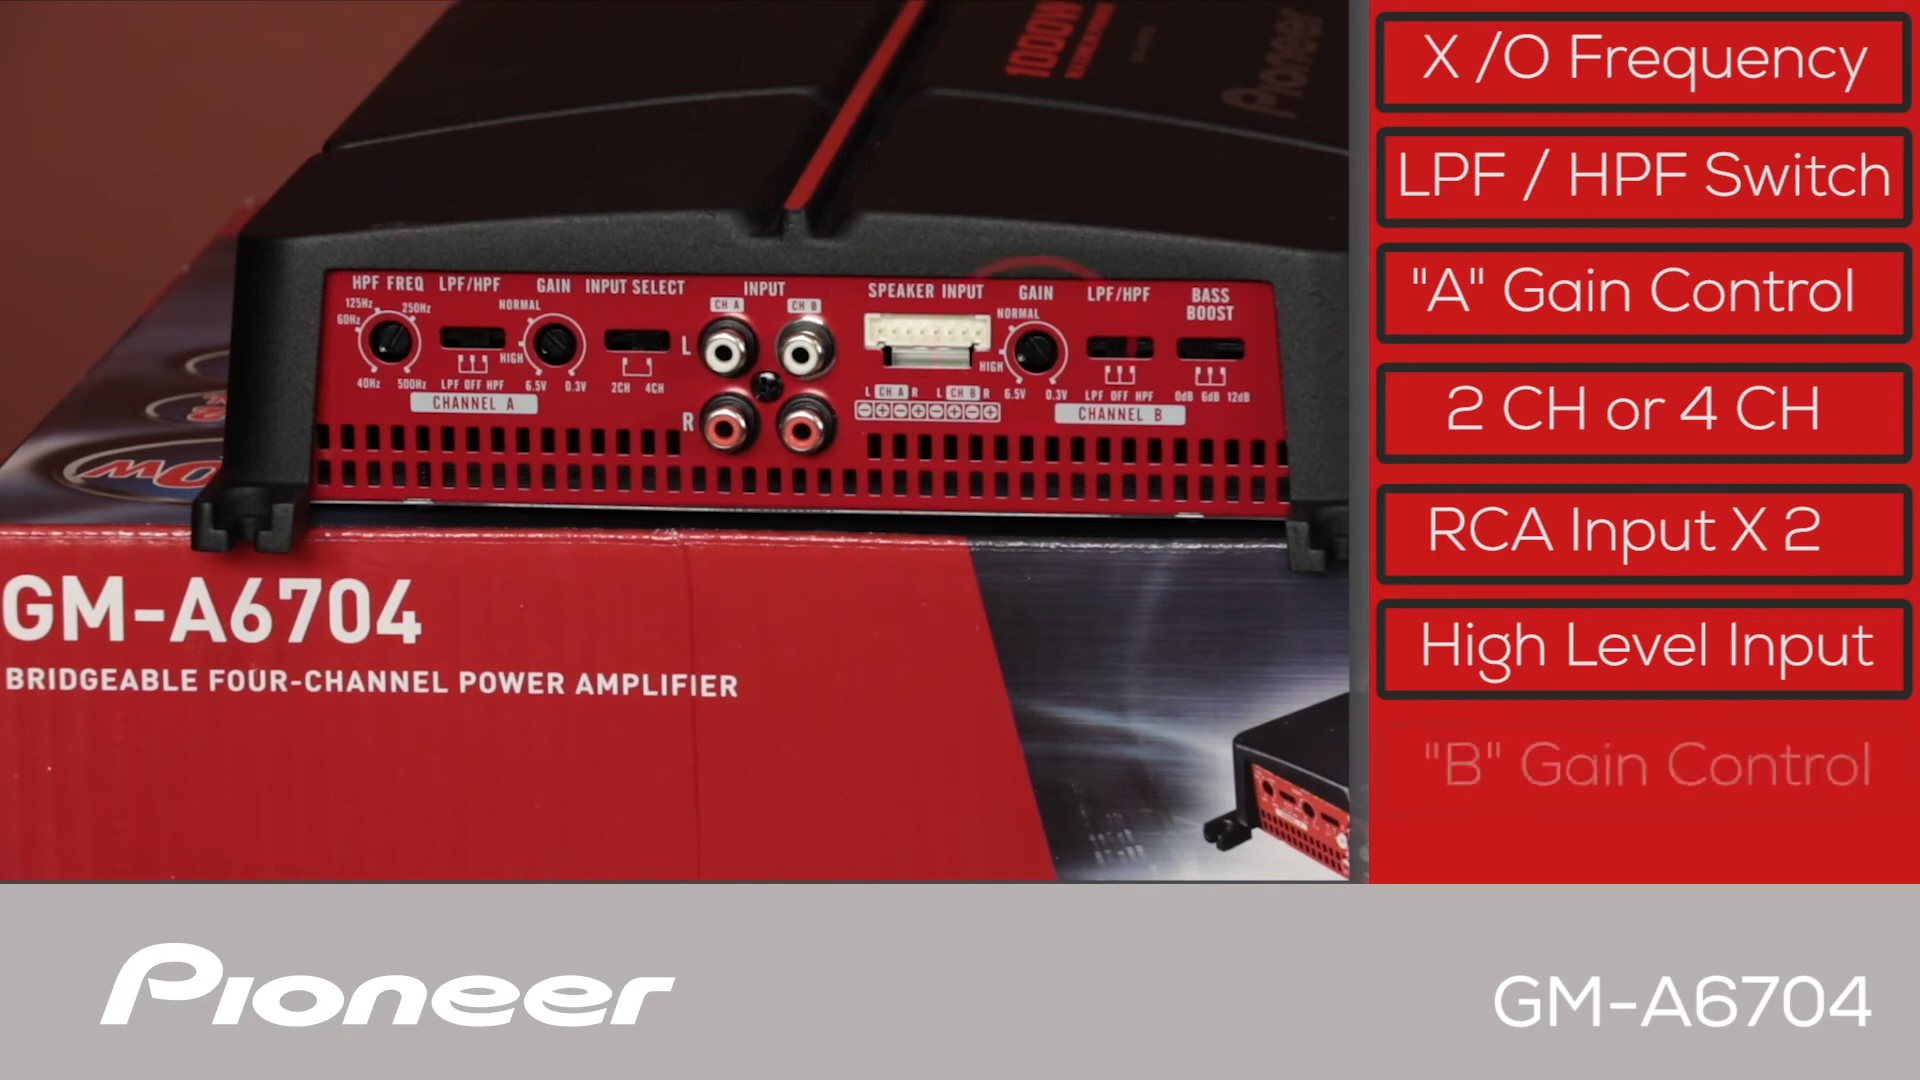 1000W
Pioneer
HPF FREQ
LPF/HPF
GAIN
INPUT SELECT
INPUT
SPEAKER INPUT
GAIN
LPF/HPF
BASS
BOOST
125Hz
250Hz
60Hz
40Hz
500Hz
LPF OFF HPF
NORMAL
HIGH
6.5V
0.3V
2CH
4CH
CHANNEL A
CH A
CH B
L
R
L CH A R
L CH B R
NORMAL
HIGH
6.5V
0.3V
LPF OFF HPF
0dB 6dB 12dB
CHANNEL B
GM-A6704
BRIDGEABLE FOUR-CHANNEL POWER AMPLIFIER
X /O Frequency
LPF / HPF Switch
"A" Gain Control
2 CH or 4 CH
RCA Input X 2
High Level Input
"B" Gain Control
Pioneer
GM-A6704